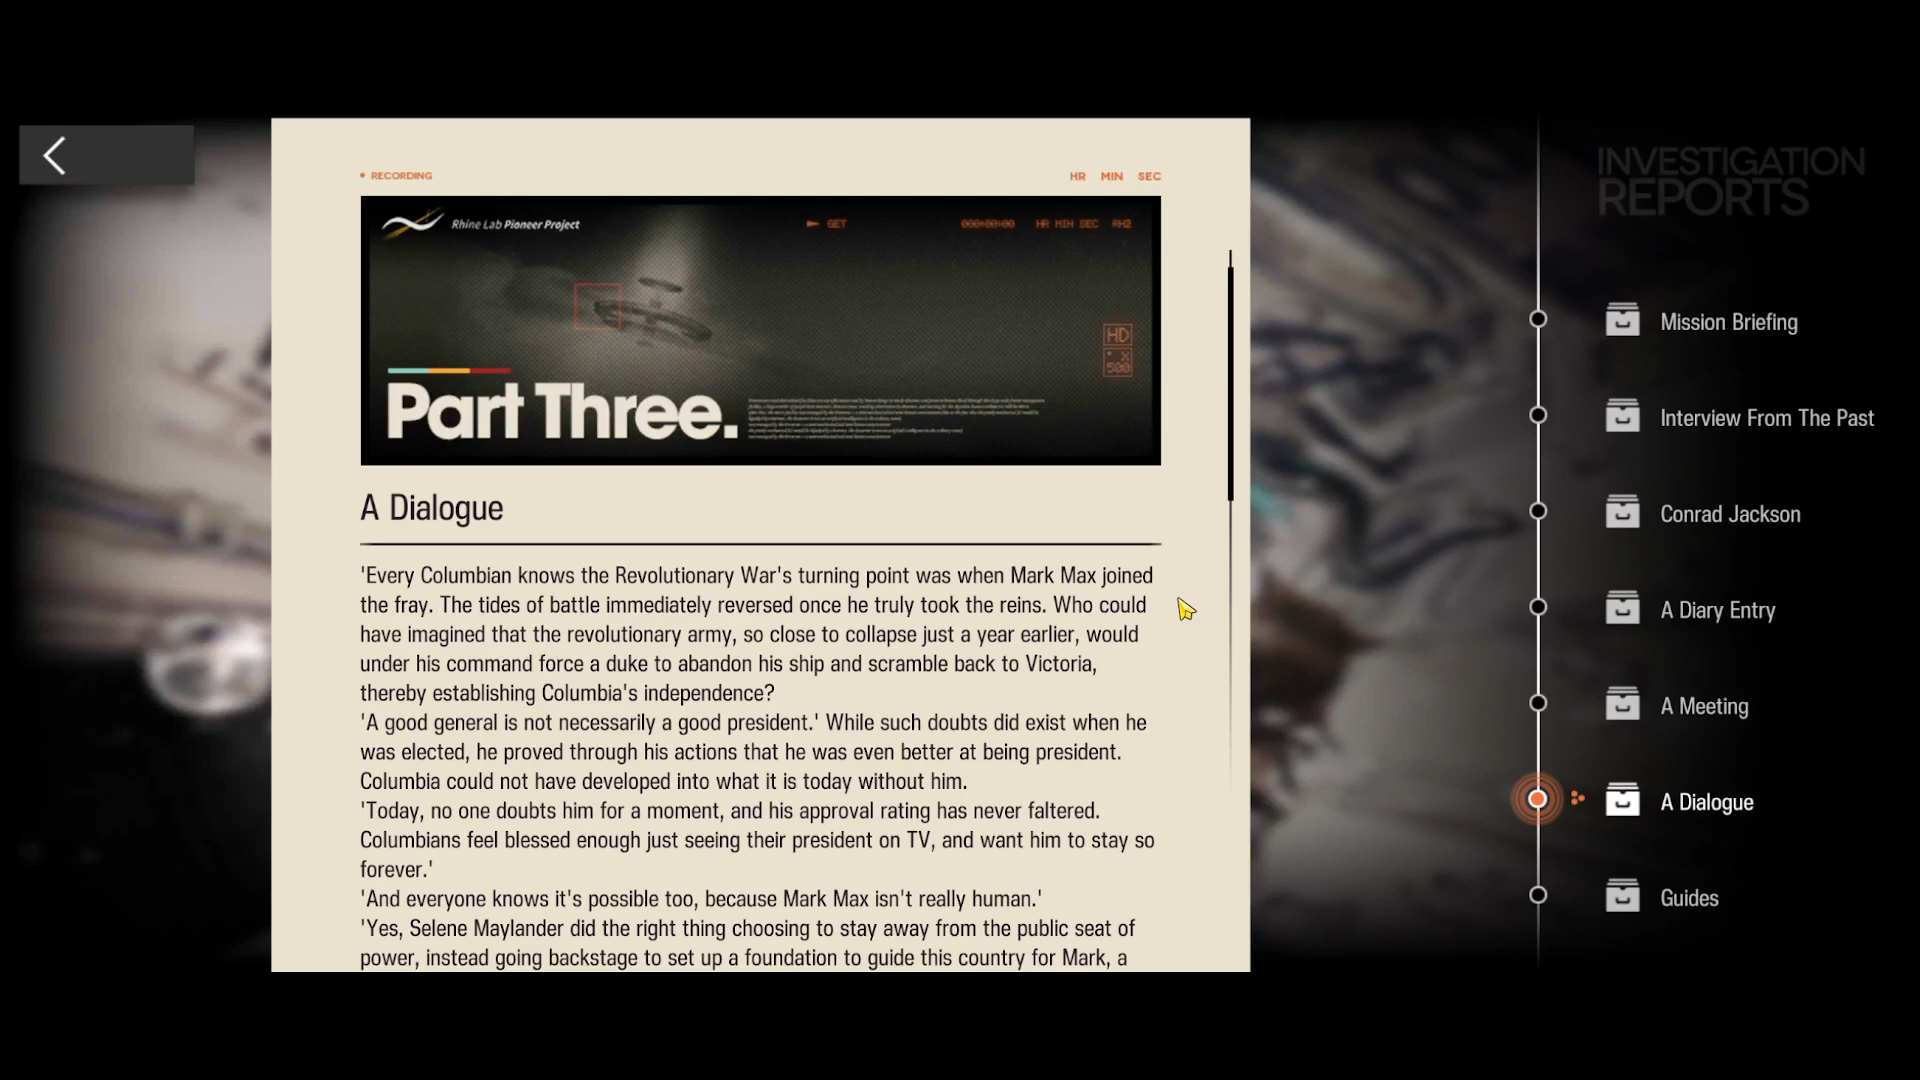 RECORDING
HR MIN SEC
Rhine Lab Pioneer Project
GET
000:00:00 HR MIN SEC
HD
X
500
Part Three.
A Dialogue
'Every Columbian knows the Revolutionary War's turning point was when Mark Max joined
the fray. The tides of battle immediately reversed once he truly took the reins. Who could
have imagined that the revolutionary army, so close to collapse just a year earlier, would
under his command force a duke to abandon his ship and scramble back to Victoria,
thereby establishing Columbia's independence?
'A good general is not necessarily a good president.' While such doubts did exist when he
was elected, he proved through his actions that he was even better at being president.
Columbia could not have developed into what it is today without him.
'Today, no one doubts him for a moment, and his approval rating has never faltered.
Columbians feel blessed enough just seeing their president on TV, and want him to stay so
forever.'
'And everyone knows it's possible too, because Mark Max isn't really human.'
'Yes, Selene Maylander did the right thing choosing to stay away from the public seat of
power, instead going backstage to set up a foundation to guide this country for Mark, a
INVESTIGATION
REPORTS
Mission Briefing
Interview From The Past
Conrad Jackson
A Diary Entry
A Meeting
A Dialogue
Guides